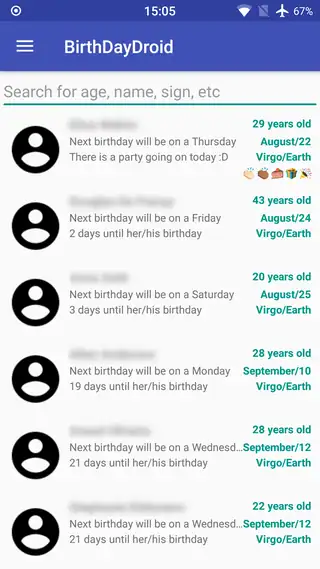 15:05
67%
BirthDayDroid
Search for age, name, sign, etc
29 years old
Next birthday will be on a Thursday August/22
There is a party going on today :D Virgo/Earth
👏🏻👏🏾🍰🎁🎉
43 years old
Next birthday will be on a Friday August/24
2 days until her/his birthday Virgo/Earth
20 years old
Next birthday will be on a Saturday August/25
3 days until her/his birthday Virgo/Earth
28 years old
Next birthday will be on a Monday September/10
19 days until her/his birthday Virgo/Earth
28 years old
Next birthday will be on a Wednesd… September/12
21 days until her/his birthday Virgo/Earth
22 years old
Next birthday will be on a Wednesd… September/12
21 days until her/his birthday Virgo/Earth